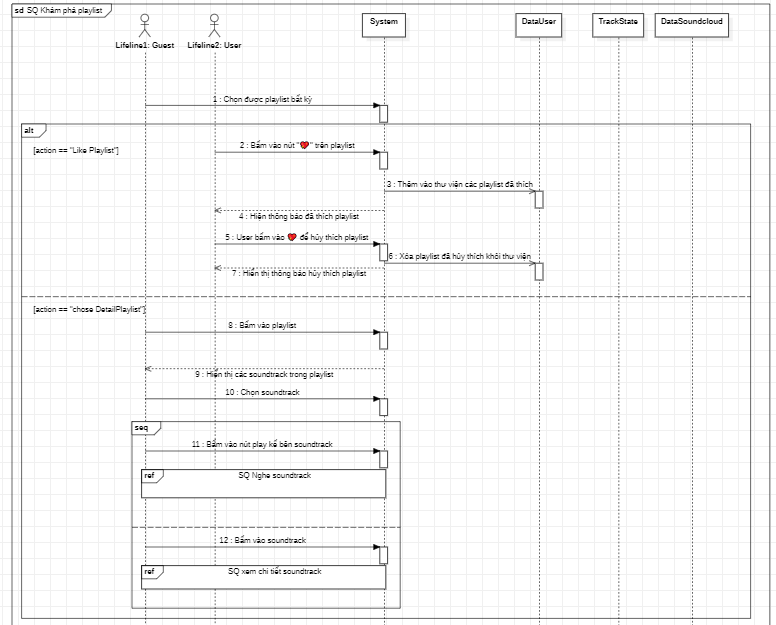 sd SQ Khám phá playlist
Lifeline1: Guest
Lifeline2: User
System
DataUser
TrackState
DataSoundcloud
1 : Chọn được playlist bất kỳ
alt
[action == "Like Playlist"]
2 : Bấm vào nút "💔" trên playlist
3 : Thêm vào thư viện các playlist đã thích
4 : Hiện thông báo đã thích playlist
5 : User bấm vào 💔 để hủy thích playlist
6 : Xóa playlist đã hủy thích khỏi thư viện
7 : Hiển thị thông báo hủy thích playlist
[action == "chose DetailPlaylist"]
8 : Bấm vào playlist
9 : Hiển thị các soundtrack trong playlist
10 : Chọn soundtrack
seq
11 : Bấm vào nút play kế bên soundtrack
ref
SQ Nghe soundtrack
12 : Bấm vào soundtrack
ref
SQ xem chi tiết soundtrack